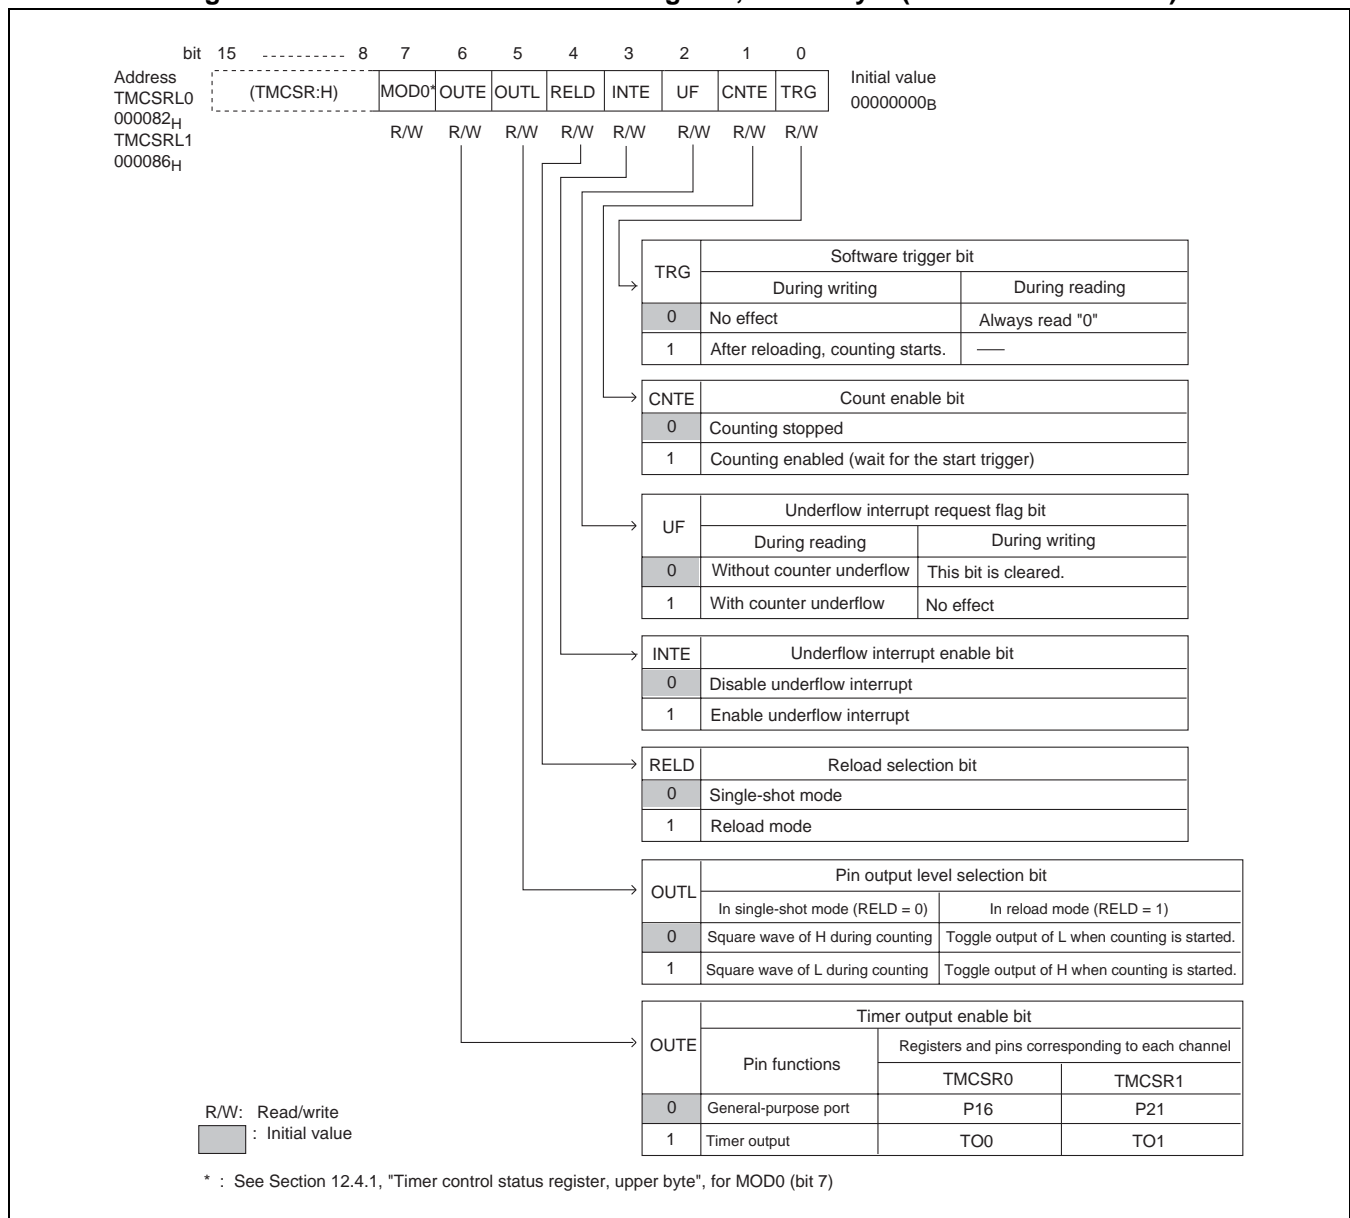 bit 15 ---------- 8 7 6 5 4 3 2 1 0
Address
TMCSRL0
000082H
TMCSRL1
000086H
(TMCSR:H) MOD0* OUTE OUTL RELD INTE UF CNTE TRG
Initial value
00000000B
R/W R/W R/W R/W R/W R/W R/W R/W
TRG Software trigger bit
During writing During reading
0 No effect Always read "0"
1 After reloading, counting starts. —
CNTE Count enable bit
0 Counting stopped
1 Counting enabled (wait for the start trigger)
UF Underflow interrupt request flag bit
During reading During writing
0 Without counter underflow This bit is cleared.
1 With counter underflow No effect
INTE Underflow interrupt enable bit
0 Disable underflow interrupt
1 Enable underflow interrupt
RELD Reload selection bit
0 Single-shot mode
1 Reload mode
OUTL Pin output level selection bit
In single-shot mode (RELD = 0) In reload mode (RELD = 1)
0 Square wave of H during counting Toggle output of L when counting is started.
1 Square wave of L during counting Toggle output of H when counting is started.
OUTE Timer output enable bit
Pin functions Registers and pins corresponding to each channel
TMCSR0 TMCSR1
0 General-purpose port P16 P21
1 Timer output TO0 TO1
R/W: Read/write
: Initial value
* : See Section 12.4.1, "Timer control status register, upper byte", for MOD0 (bit 7)